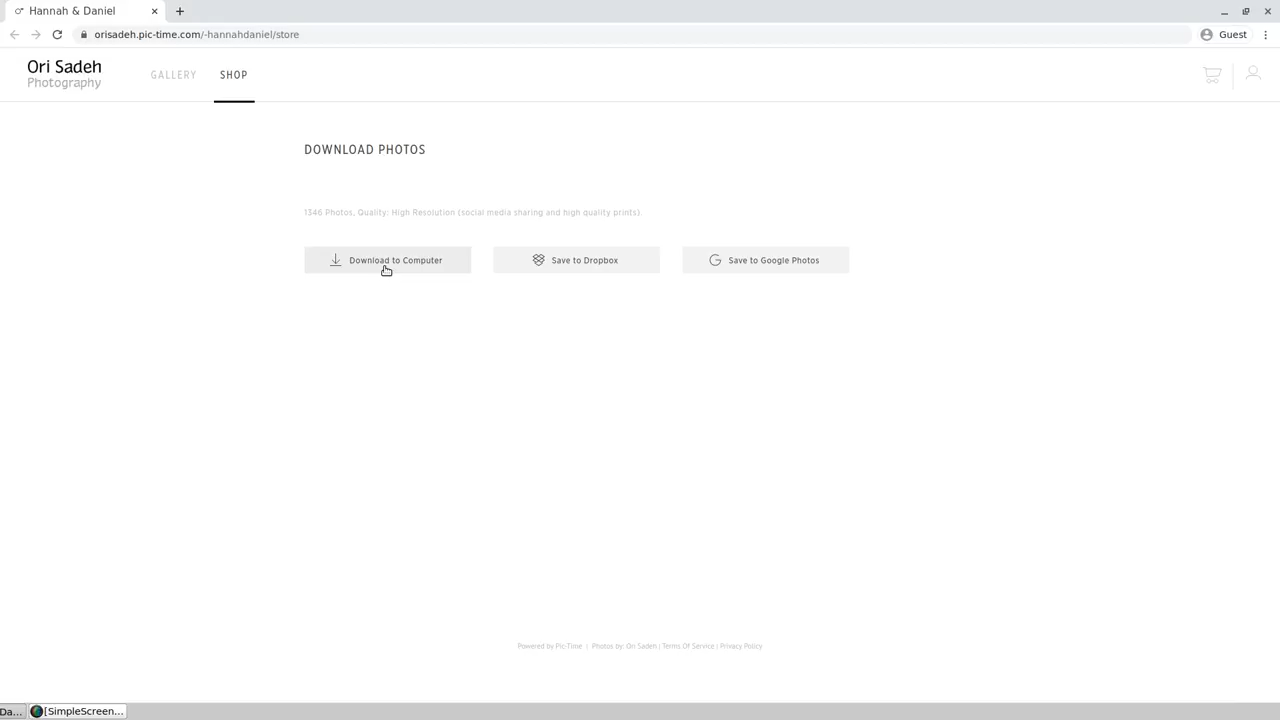 Hannah & Daniel
orisadeh.pic-time.com/-hannahdaniel/store
Guest
Ori Sadeh
Photography
GALLERY
SHOP
DOWNLOAD PHOTOS
1346 Photos, Quality: High Resolution (social media sharing and high quality prints).
Download to Computer
Save to Dropbox
Save to Google Photos
Powered by Pic-Time | Photos by: Ori Sadeh | Terms Of Service | Privacy Policy
Da...
[SimpleScreen...